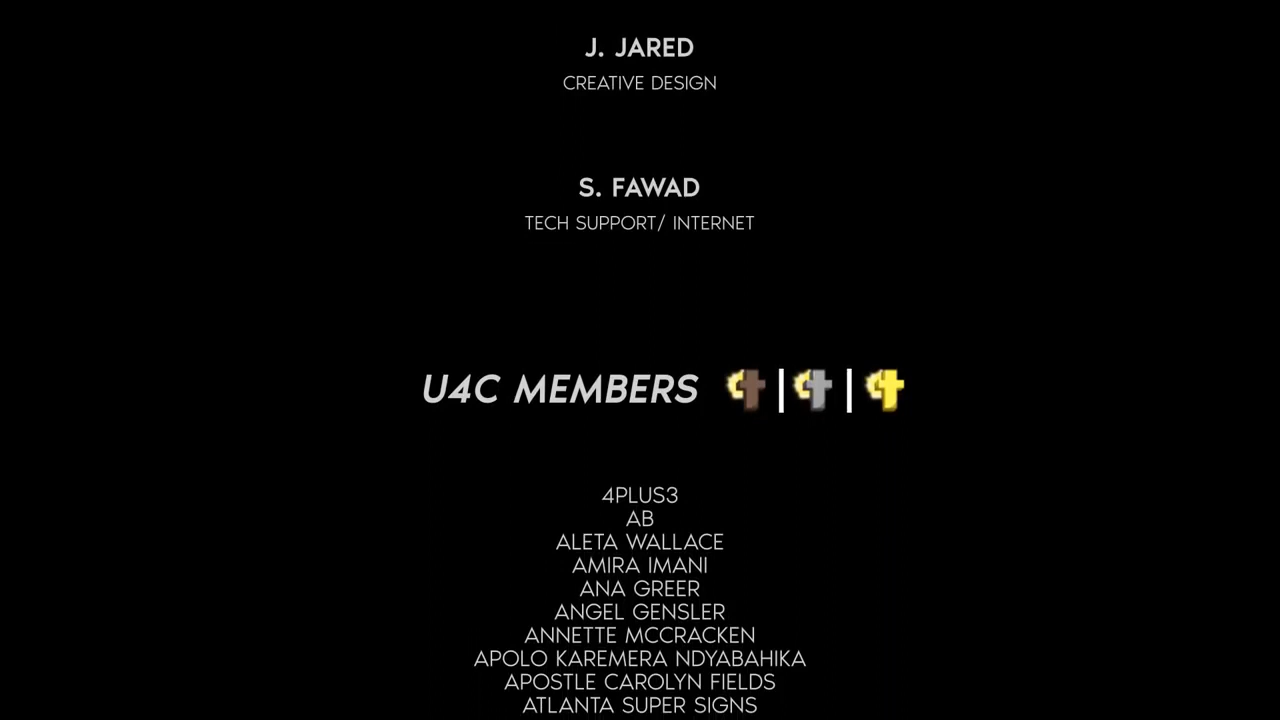 J. JARED
CREATIVE DESIGN
S. FAWAD
TECH SUPPORT/ INTERNET
U4C MEMBERS | |
4PLUS3
AB
ALETA WALLACE
AMIRA IMANI
ANA GREER
ANGEL GENSLER
ANNETTE MCCRACKEN
APOLO KAREMERA NDYABAHIKA
APOSTLE CAROLYN FIELDS
ATLANTA SUPER SIGNS